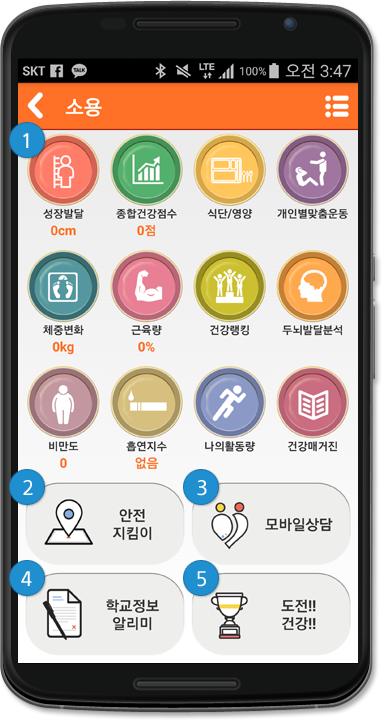 SKT TALK LTE 100% 오전 3:47
소용
1
성장발달 종합건강점수 식단/영양 개인별맞춤운동
0cm 0점
체중변화 근육량 건강랭킹 두뇌발달분석
0kg 0%
비만도 흡연지수 나의활동량 건강매거진
0 없음
2 3
안전
지킴이
모바일상담
4 5
학교정보
알리미
도전!!
건강!!